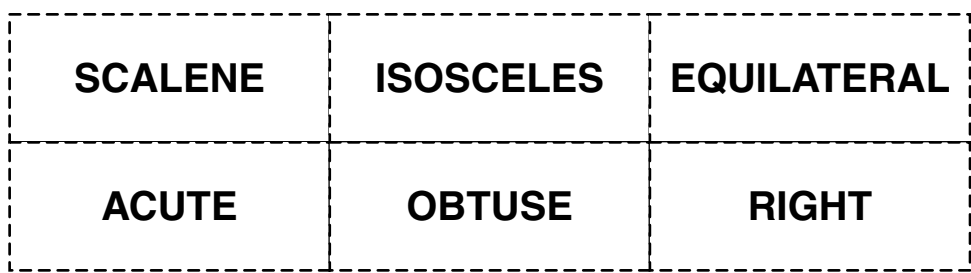 SCALENE ISOSCELES EQUILATERAL
ACUTE OBTUSE RIGHT